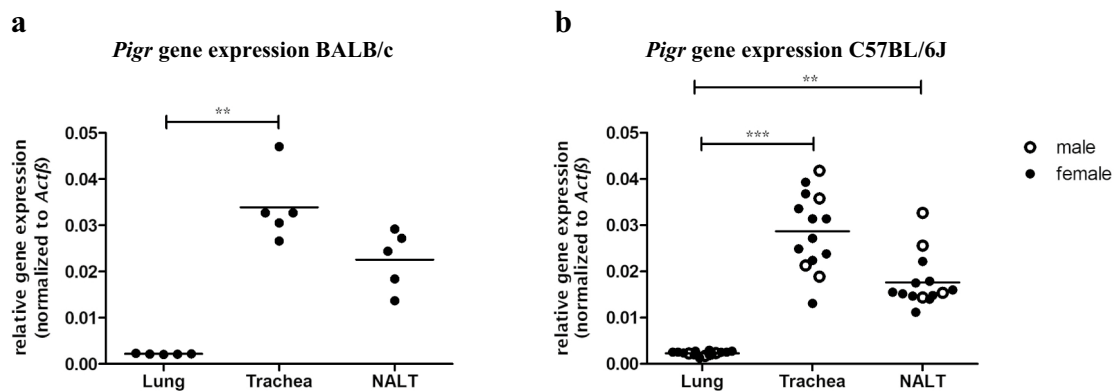 a
Pigr gene expression BALB/c
**
relative gene expression
(normalized to Actß)
0.05
0.04
0.03
0.02
0.01
0.00
Lung Trachea NALT
b
Pigr gene expression C57BL/6J
**
***
relative gene expression
(normalized to Actß)
0.05
0.04
0.03
0.02
0.01
0.00
Lung Trachea NALT
male
female